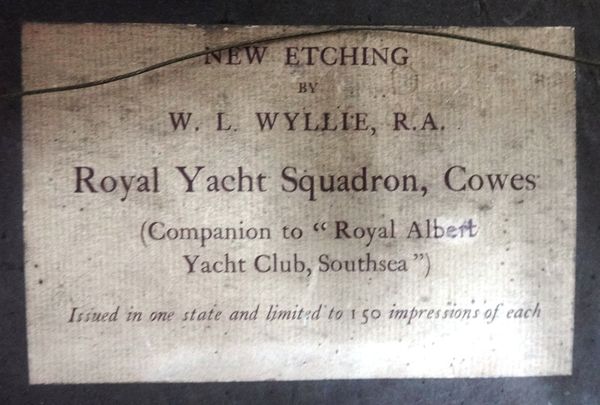 NEW ETCHING
BY
W. L. WYLLIE, R.A.
Royal Yacht Squadron, Cowes
(Companion to “ Royal Albert
Yacht Club, Southsea ”)
Issued in one state and limited to 150 impressions of each